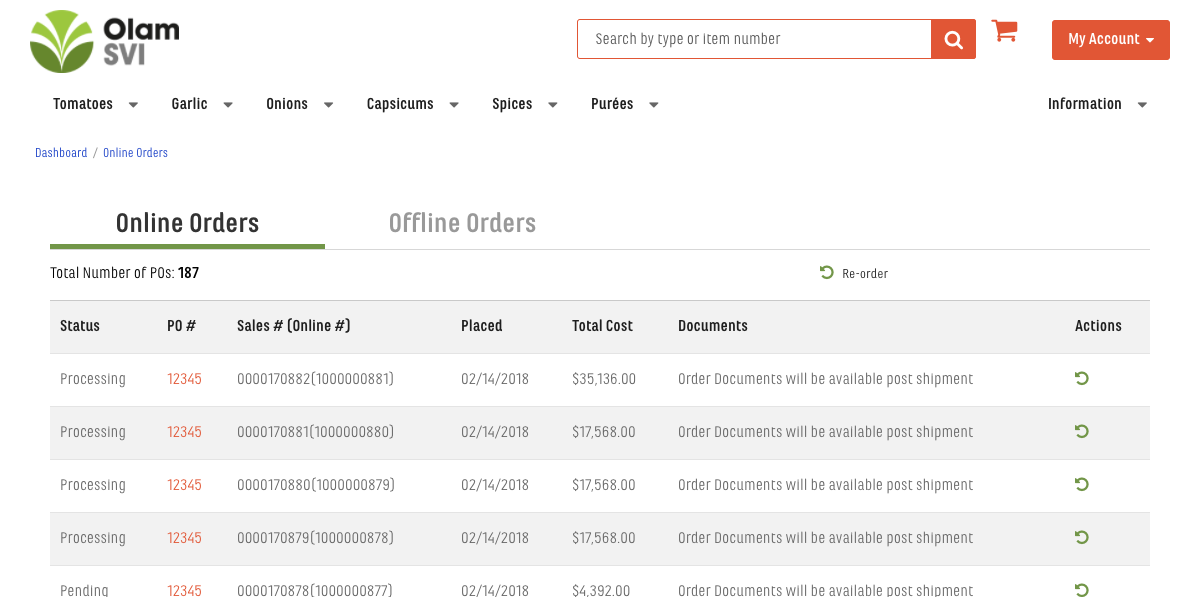 Olam
SVI
Search by type or item number
My Account
Tomatoes Garlic Onions Capsicums Spices Purées Information
Dashboard / Online Orders
Online Orders Offline Orders
Total Number of POs: 187 Re-order
Status PO # Sales # (Online #) Placed Total Cost Documents Actions
Processing 12345 0000170882(1000000881) 02/14/2018 $35,136.00 Order Documents will be available post shipment
Processing 12345 0000170881(1000000880) 02/14/2018 $17,568.00 Order Documents will be available post shipment
Processing 12345 0000170880(1000000879) 02/14/2018 $17,568.00 Order Documents will be available post shipment
Processing 12345 0000170879(1000000878) 02/14/2018 $17,568.00 Order Documents will be available post shipment
Pending 12345 0000170878(1000000877) 02/14/2018 $4,392.00 Order Documents will be available post shipment